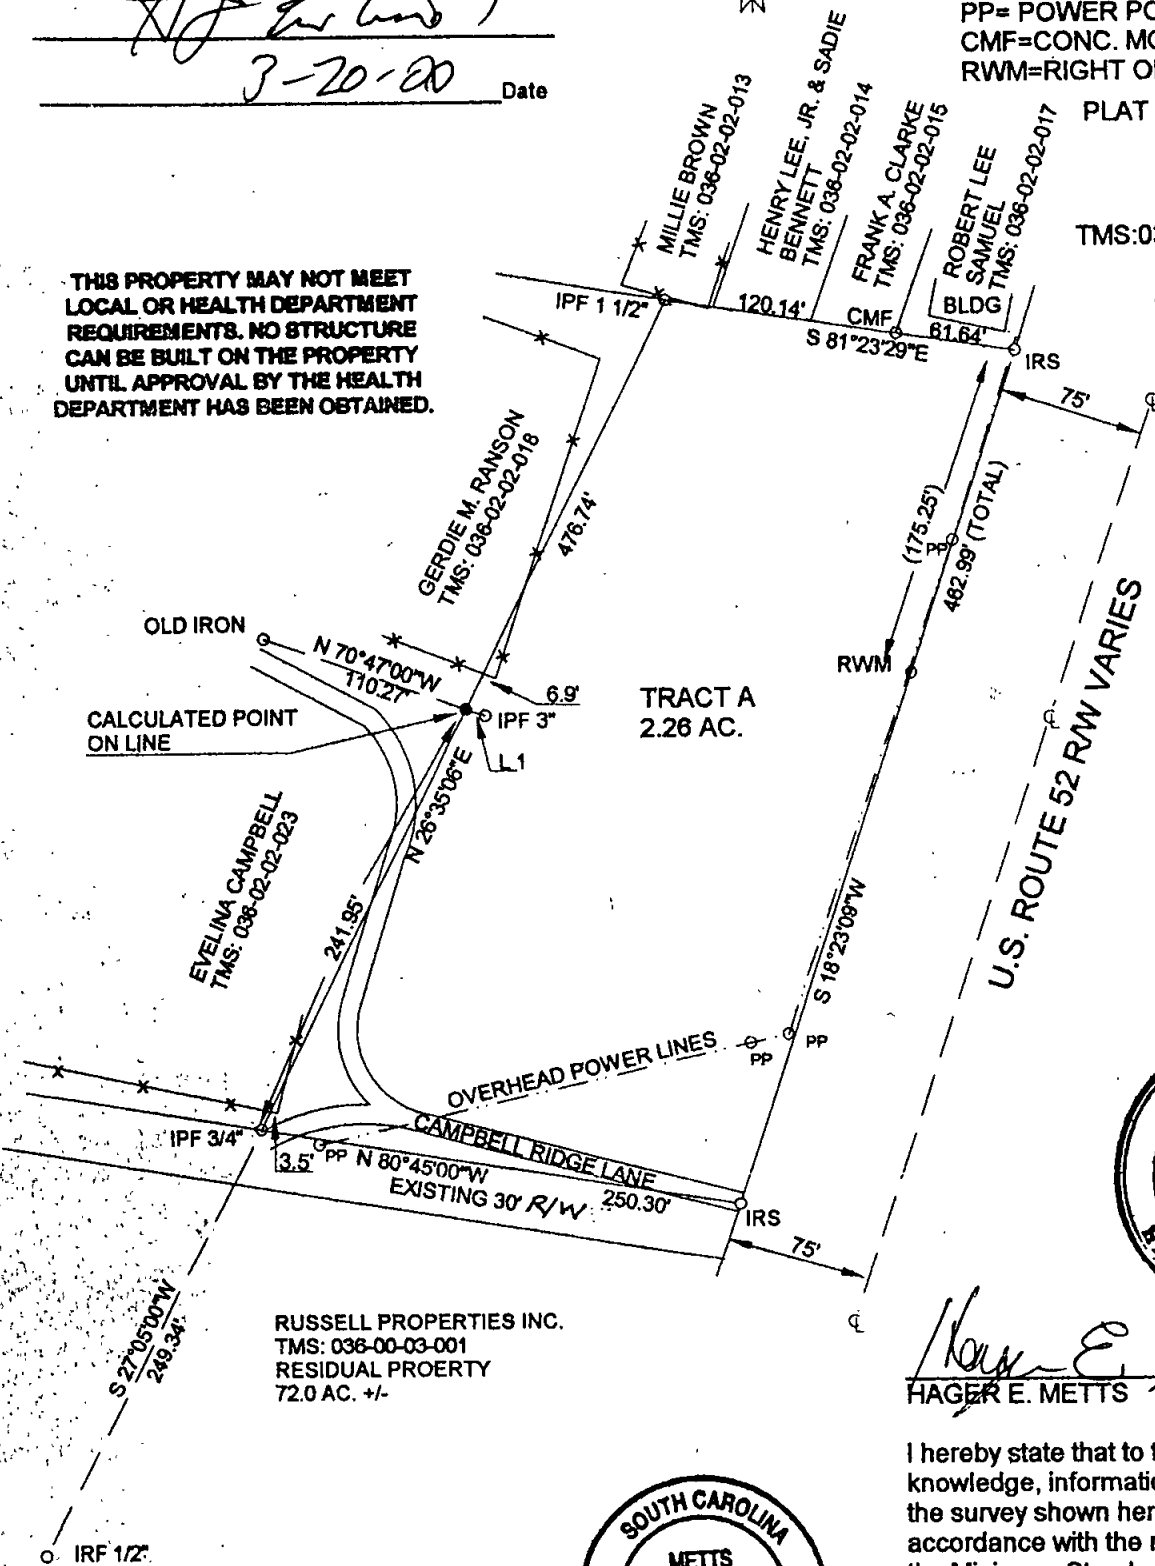 3-20-00
Date
PP= POWER
CMF=CONC.
RWM=RIGHT
PLAT
MILLIE BROWN
TMS: 036-02-02-013
HENRY LEE, JR. & SADIE
BENNETT
TMS: 036-02-02-014
FRANK A. CLARKE
TMS: 036-02-02-015
ROBERT LEE
SAMUEL
TMS: 036-02-02-017
THIS PROPERTY MAY NOT MEET
LOCAL OR HEALTH DEPARTMENT
REQUIREMENTS. NO STRUCTURE
CAN BE BUILT ON THE PROPERTY
UNTIL APPROVAL BY THE HEALTH
DEPARTMENT HAS BEEN OBTAINED.
IPF 1 1/2"
120.14'
CMF
BLDG
61.64'
S 81°23'29"E
IRS
75'
GERDIE M. RANSON
TMS: 036-02-02-018
476.74'
(175.25')
PP
462.99' (TOTAL)
OLD IRON
N 70°47'00"W
110.27'
RWM
6.9'
TRACT A
2.26 AC.
CALCULATED POINT
ON LINE
IPF 3"
L1
N 26°35'06"E
U.S. ROUTE 52 R/W VARIES
EVELINA CAMPBELL
TMS: 036-02-02-023
241.95'
S 18°23'09"W
OVERHEAD POWER LINES
PP
PP
IPF 3/4"
3.5'
PP
N 80°45'00"W
CAMPBELL RIDGE LANE
EXISTING 30' R/W
250.30'
IRS
75'
S 27°05'00"W
249.34'
RUSSELL PROPERTIES INC.
TMS: 036-00-03-001
RESIDUAL PROERTY
72.0 AC. +/-
HAGER E. METTS
I hereby state that to
knowledge,
the survey shown
accordance with the
SOUTH CAROLINA
METTS
IRF 1/2"